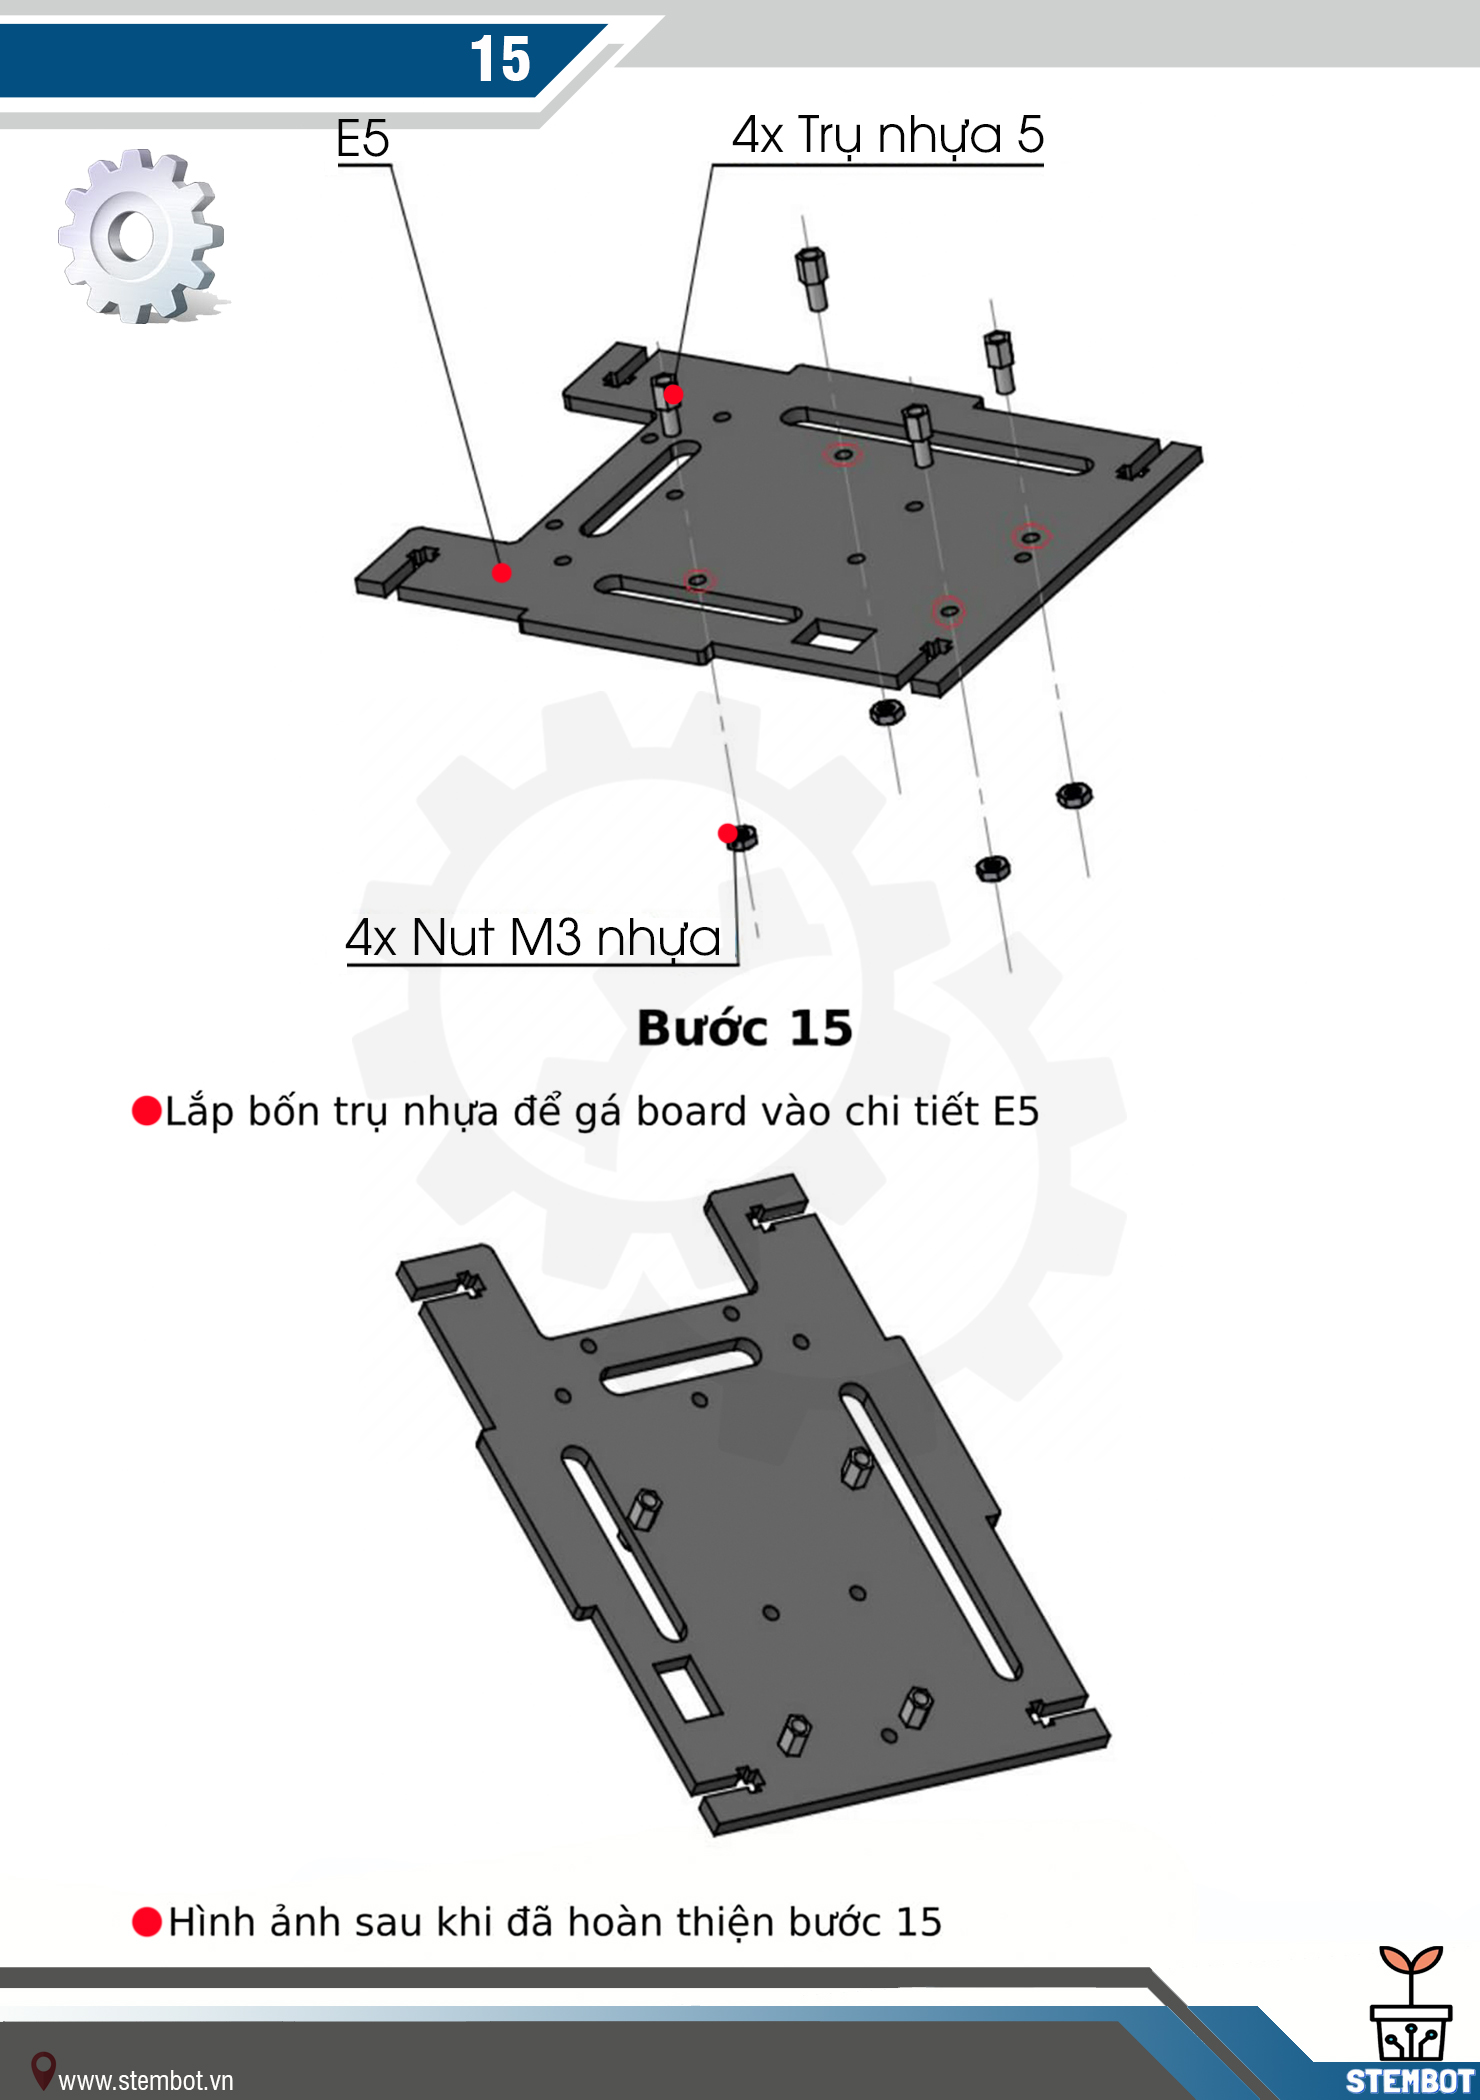 15
E5
4x Trụ nhựa 5
4x Nut M3 nhựa
Bước 15
Lắp bốn trụ nhựa để gá board vào chi tiết E5
Hình ảnh sau khi đã hoàn thiện bước 15
www.stembot.vn
STEMBOT